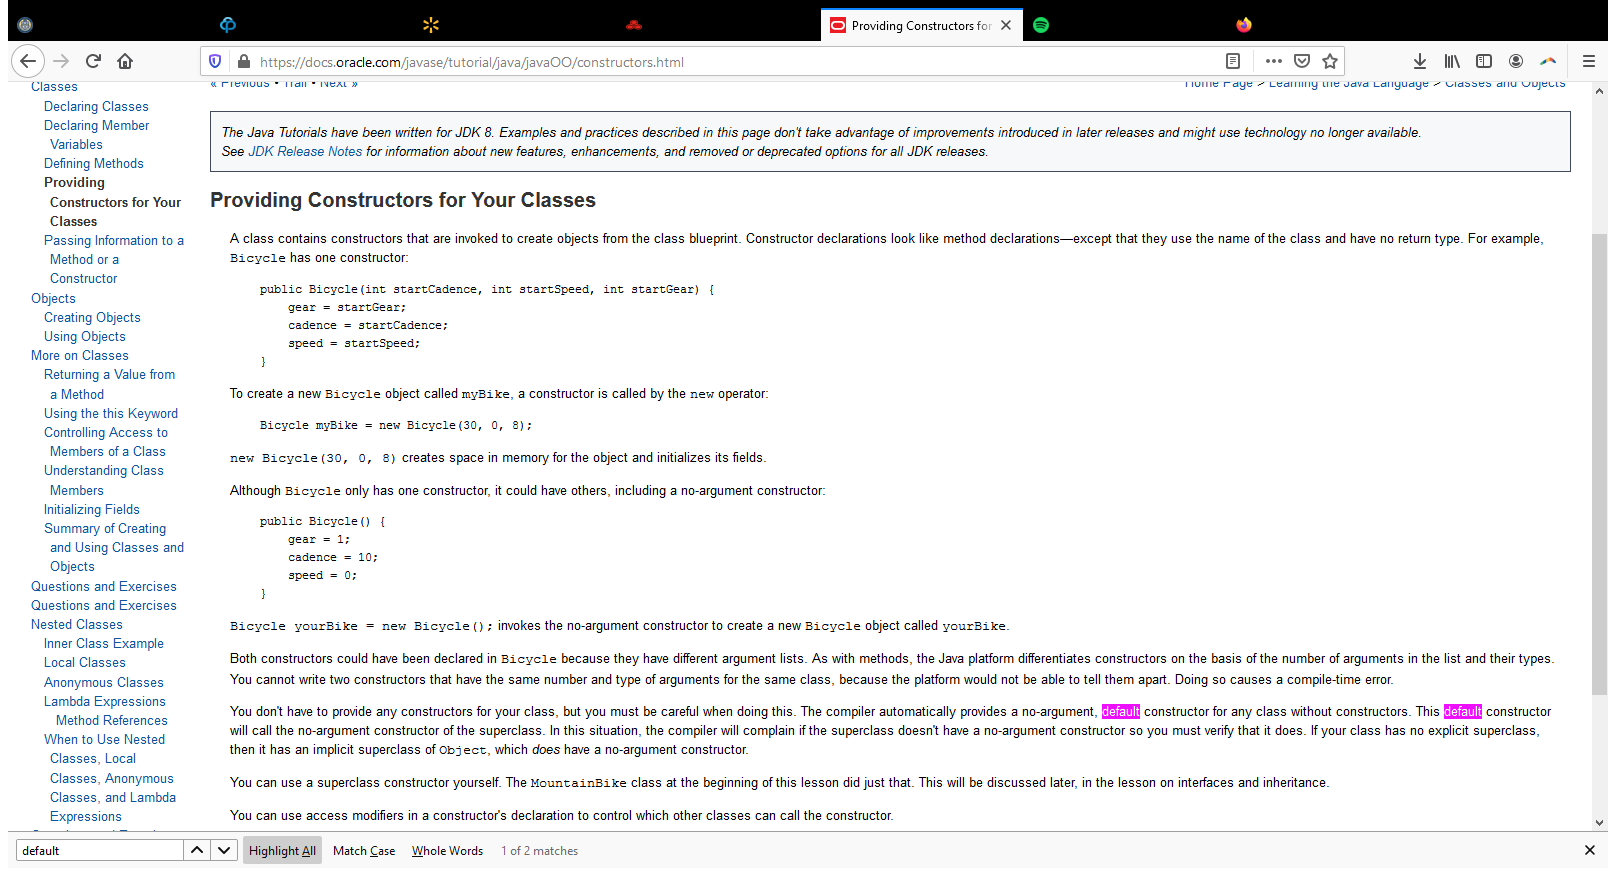 Providing Constructors for
https://docs.oracle.com/javase/tutorial/java/javaOO/constructors.html
« Previous • Trail • Next »
Home Page > Learning the Java Language > Classes and Objects
Classes
Declaring Classes
Declaring Member
Variables
Defining Methods
Providing
Constructors for Your
Classes
Passing Information to a
Method or a
Constructor
Objects
Creating Objects
Using Objects
More on Classes
Returning a Value from
a Method
Using the this Keyword
Controlling Access to
Members of a Class
Understanding Class
Members
Initializing Fields
Summary of Creating
and Using Classes and
Objects
Questions and Exercises
Questions and Exercises
Nested Classes
Inner Class Example
Local Classes
Anonymous Classes
Lambda Expressions
Method References
When to Use Nested
Classes, Local
Classes, Anonymous
Classes, and Lambda
Expressions
The Java Tutorials have been written for JDK 8. Examples and practices described in this page don't take advantage of improvements introduced in later releases and might use technology no longer available.
See JDK Release Notes for information about new features, enhancements, and removed or deprecated options for all JDK releases.
Providing Constructors for Your Classes
A class contains constructors that are invoked to create objects from the class blueprint. Constructor declarations look like method declarations—except that they use the name of the class and have no return type. For example,
Bicycle has one constructor:
public Bicycle(int startCadence, int startSpeed, int startGear) {
gear = startGear;
cadence = startCadence;
speed = startSpeed;
}
To create a new Bicycle object called myBike, a constructor is called by the new operator:
Bicycle myBike = new Bicycle(30, 0, 8);
new Bicycle(30, 0, 8) creates space in memory for the object and initializes its fields.
Although Bicycle only has one constructor, it could have others, including a no-argument constructor:
public Bicycle() {
gear = 1;
cadence = 10;
speed = 0;
}
Bicycle yourBike = new Bicycle(); invokes the no-argument constructor to create a new Bicycle object called yourBike.
Both constructors could have been declared in Bicycle because they have different argument lists. As with methods, the Java platform differentiates constructors on the basis of the number of arguments in the list and their types.
You cannot write two constructors that have the same number and type of arguments for the same class, because the platform would not be able to tell them apart. Doing so causes a compile-time error.
You don't have to provide any constructors for your class, but you must be careful when doing this. The compiler automatically provides a no-argument, default constructor for any class without constructors. This default constructor
will call the no-argument constructor of the superclass. In this situation, the compiler will complain if the superclass doesn't have a no-argument constructor so you must verify that it does. If your class has no explicit superclass,
then it has an implicit superclass of Object, which does have a no-argument constructor.
You can use a superclass constructor yourself. The MountainBike class at the beginning of this lesson did just that. This will be discussed later, in the lesson on interfaces and inheritance.
You can use access modifiers in a constructor's declaration to control which other classes can call the constructor.
default
Highlight All
Match Case
Whole Words
1 of 2 matches